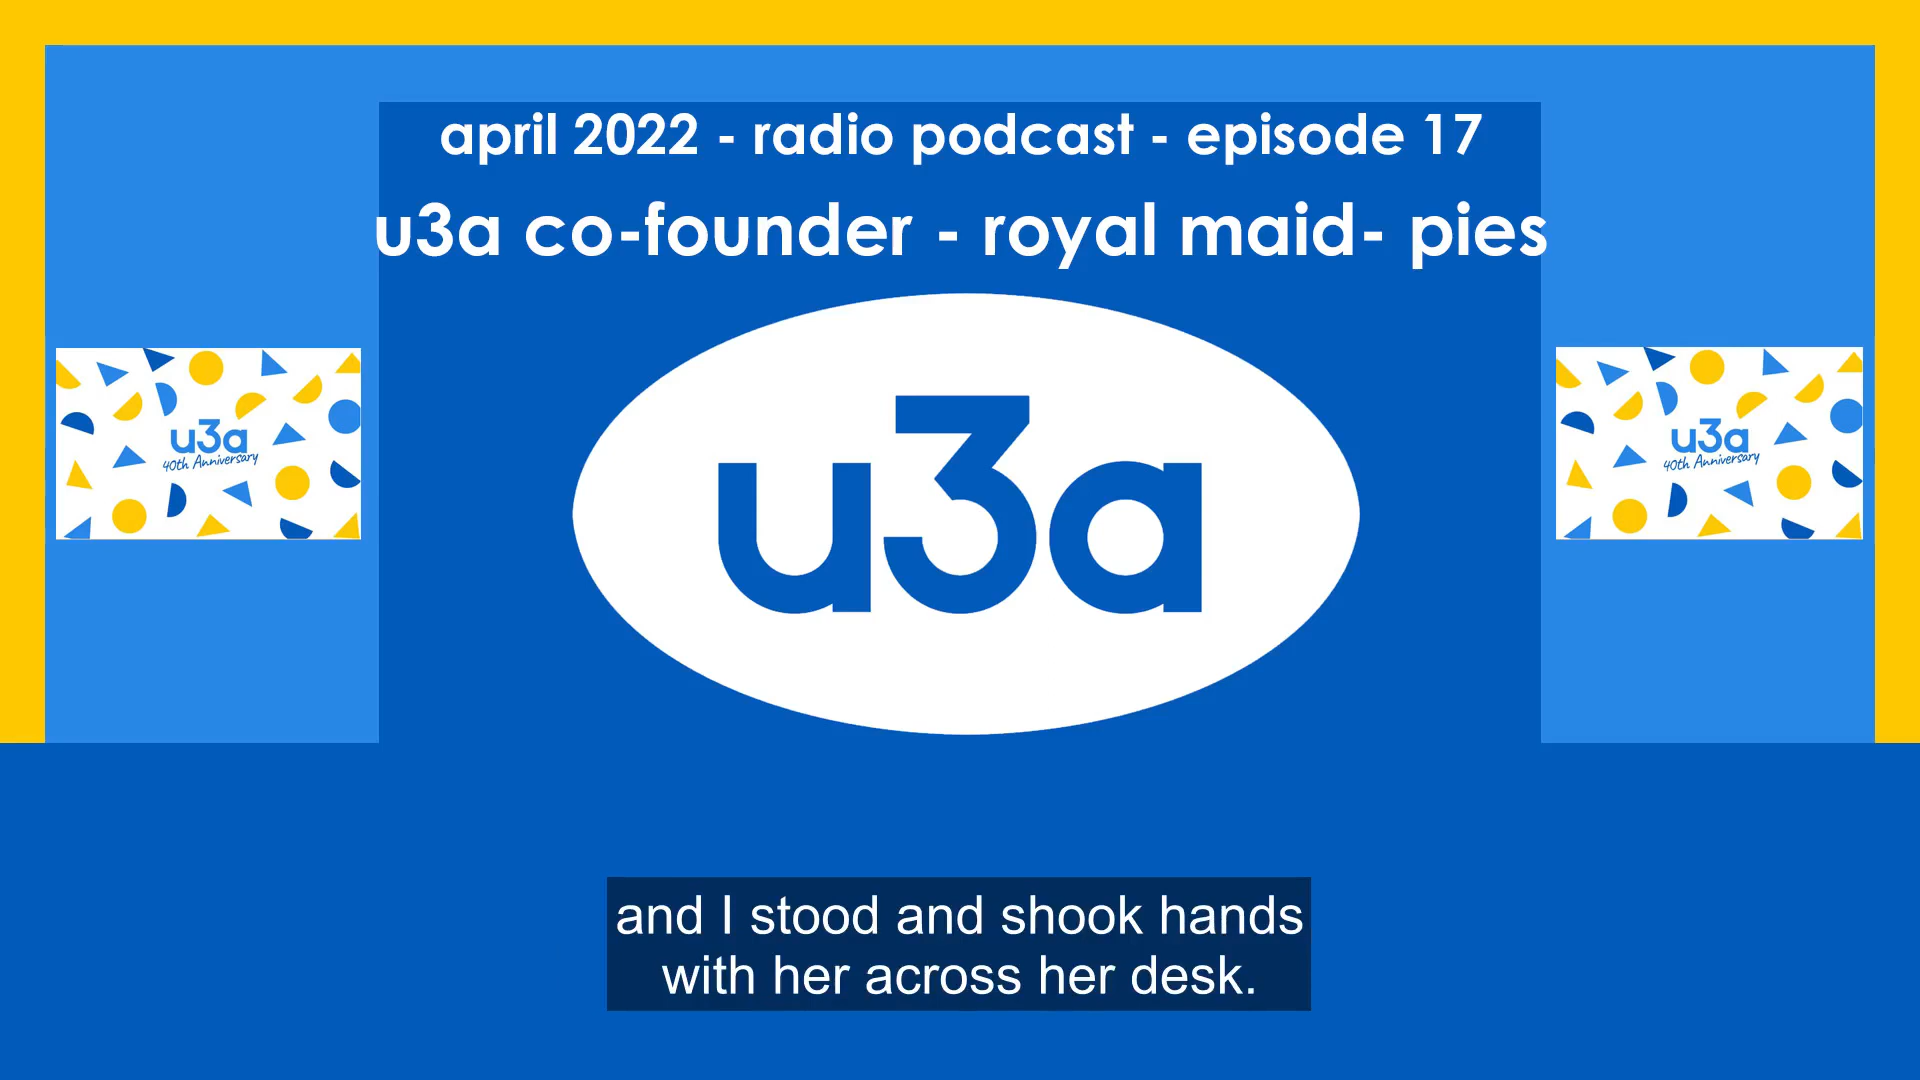 april 2022 - radio podcast - episode 17
u3a co-founder - royal maid- pies
u3a
u3a
40th Anniversary
u3a
40th Anniversary
and I stood and shook hands
with her across her desk.